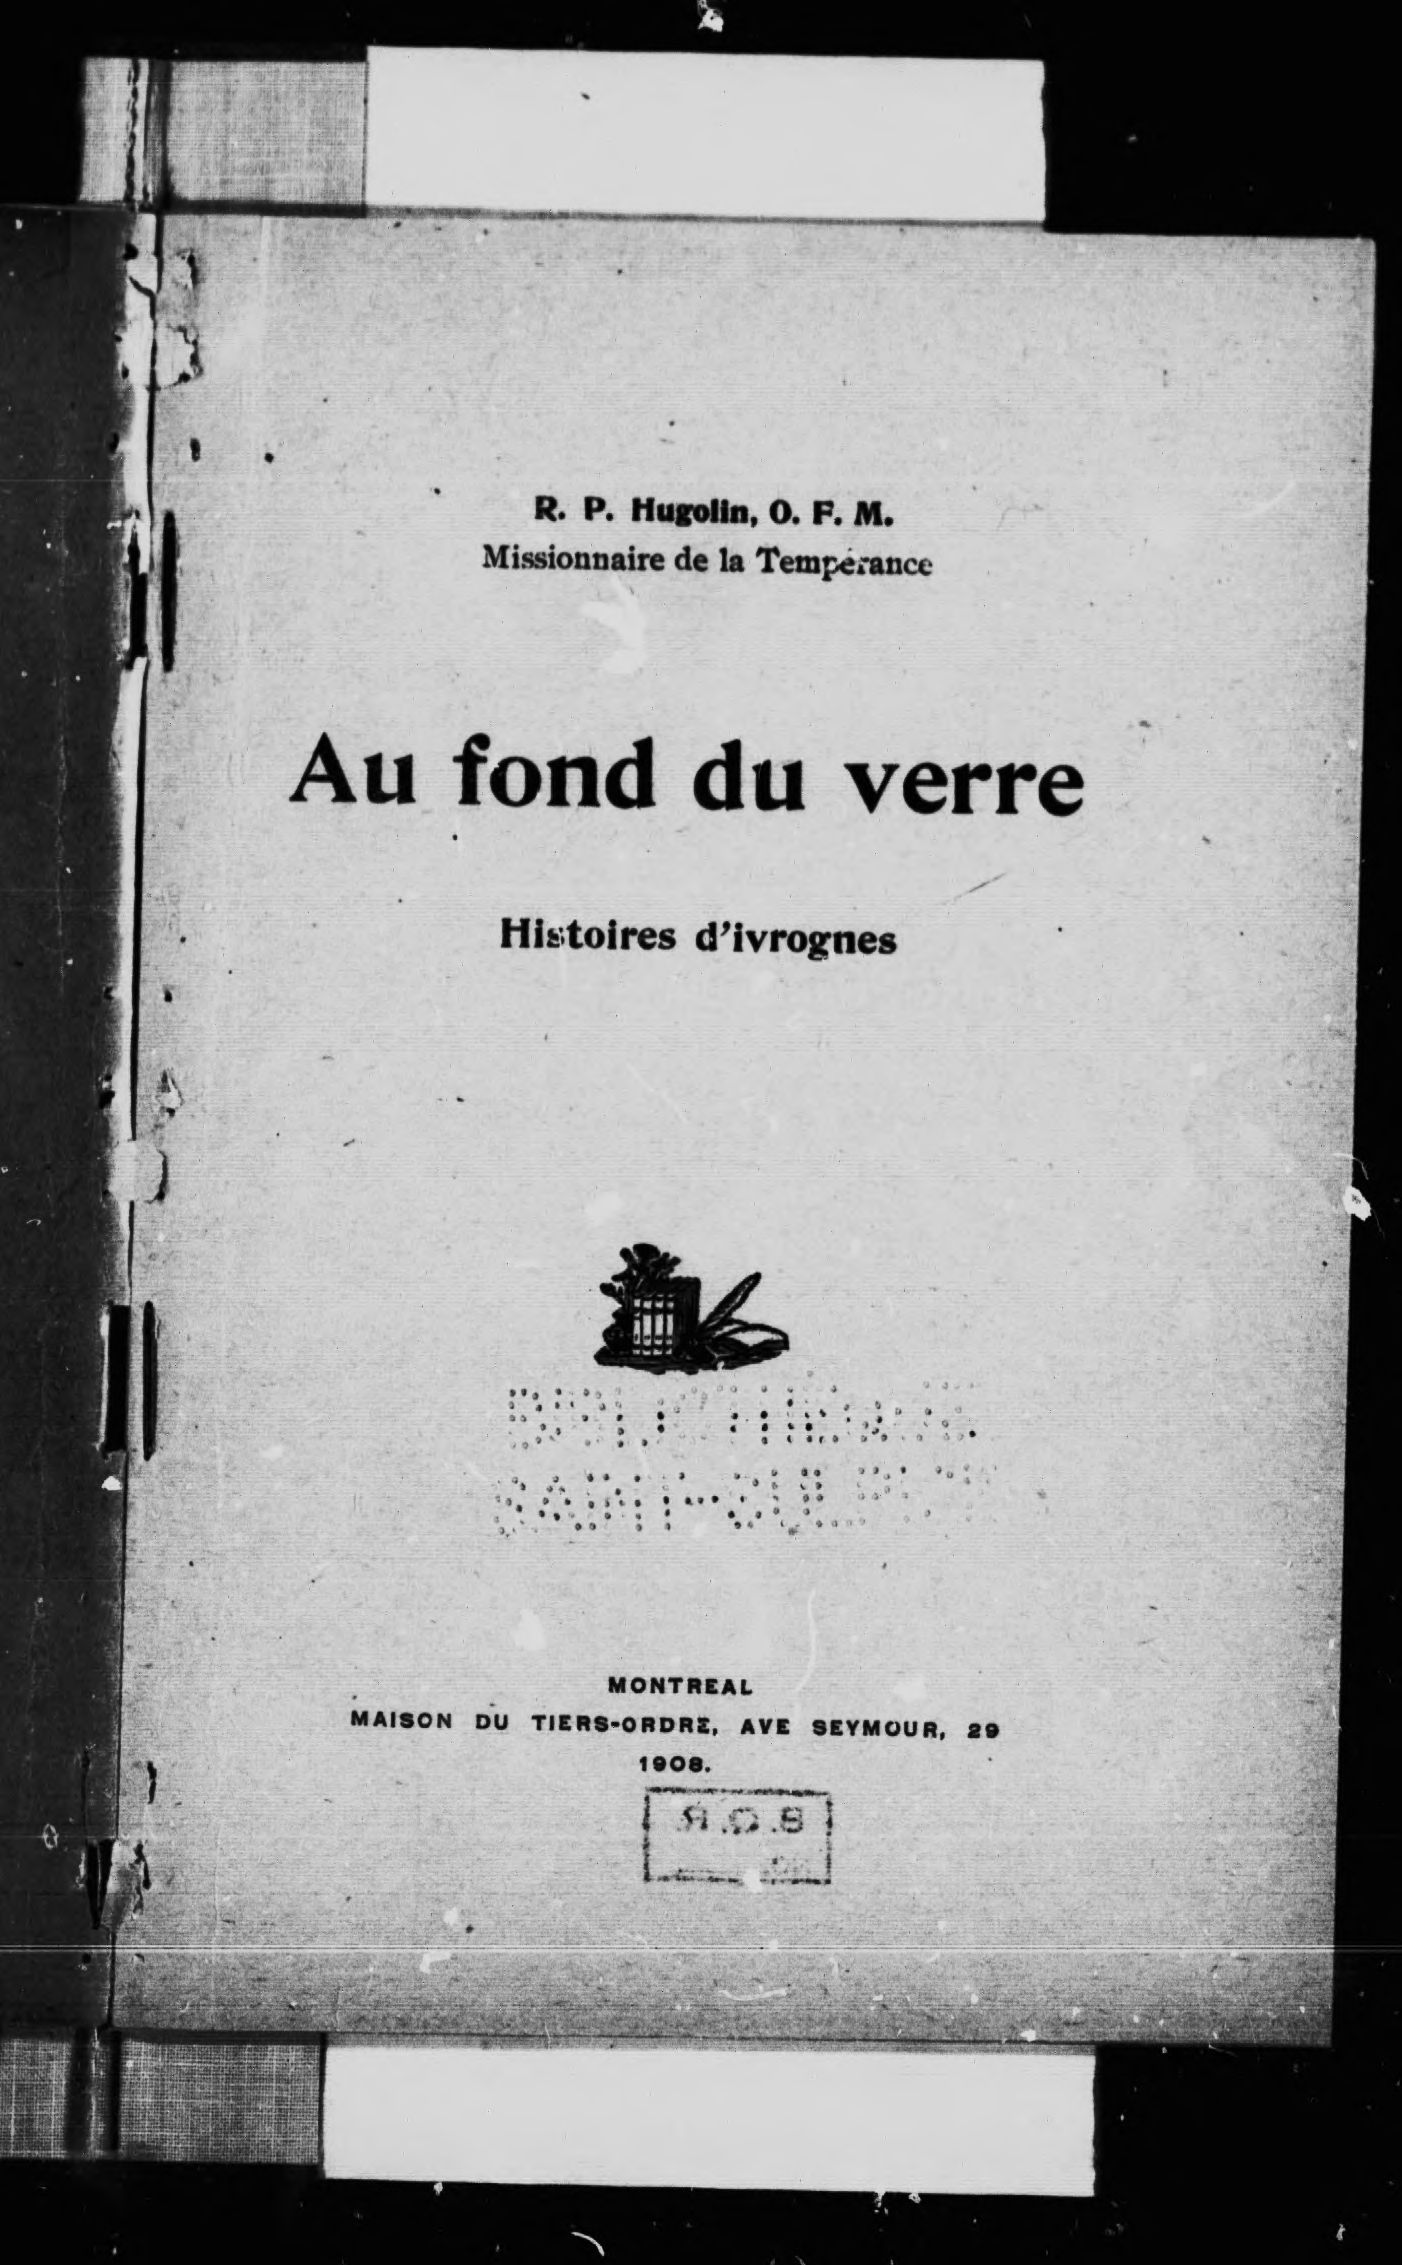 R. P. Hugolin, O. F. M.
Missionnaire de la Tempérance
Au fond du verre
Histoires d'ivrognes
MONTREAL
MAISON DU TIERS-ORDRE, AVE SEYMOUR, 29
1908.
B. Q. R.